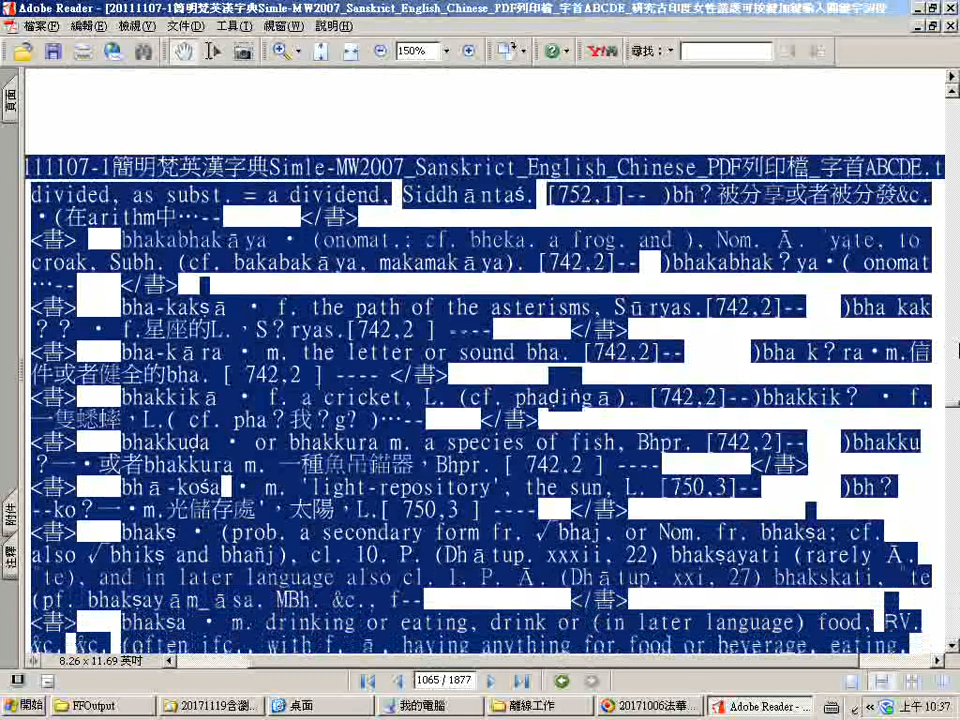 Adobe Reader - [20111107-1簡明梵英漢字典Simle-MW2007_Sanskrict_English_Chinese_PDF列印檔_字首ABCDE_研究古印度女性
檔案(F) 編輯(E) 檢視(V) 文件(D) 工具(T) 視窗(W) 說明(H)
150% 尋找：
頁面
附件
註釋
111107-1簡明梵英漢字典Simle-MW2007_Sanskrict_English_Chinese_PDF列印檔_字首ABCDE.t
divided, as subst. = a dividend, Siddhāntaś. [752,1]-- )bh？被分享或者被分發&c.
・(在arithm中…-- </書>
<書> bhakabhakāya ・ (onomat.; cf. bheka. a frog. and ), Nom. Ā. 'yate, to
croak, Subh. (cf. bakabakāya, makamakāya). [742,2]-- )bhakabhak？ya・( onomat
…-- </書>
<書> bha-kakṣā ・ f. the path of the asterisms, Sūryas.[742,2]-- )bha kak
？？ ・ f.星座的L.，S？ryas.[742,2 ] ---- </書>
<書> bha-kāra ・ m. the letter or sound bha. [742,2]-- )bha k？ra・m.信
件或者健全的bha. [ 742,2 ] ---- </書>
<書> bhakkikā ・ f. a cricket, L. (cf. phaḍiṅgā). [742,2]--)bhakkik？ ・ f.
一隻蟋蟀，L.( cf. pha？我？g? )…-- </書>
<書> bhakkuḍa ・ or bhakkura m. a species of fish, Bhpr. [742,2]-- )bhakku
？一・或者bhakkura m. 一種魚吊錨器，Bhpr. [ 742,2 ] ---- </書>
<書> bhā-kośa ・ m. 'light-repository', the sun, L. [750,3]-- )bh？
--ko？一・m.光儲存處'，太陽，L.[ 750,3 ] ---- </書>
<書> bhakṣ ・ (prob. a secondary form fr. √bhaj, or Nom. fr. bhakṣa; cf.
also √bhikṣ and bhañj). cl. 10. P. (Dhātup. xxxii, 22) bhakṣayati (rarely Ā.
°te), and in later language also cl. 1. P. Ā. (Dhātup. xxi, 27) bhakskati, °te
(pf. bhakṣayām_āsa. MBh. &c., f-- </書>
<書> bhakṣa ・ m. drinking or eating, drink or (in later language) food, RV.
&c. &c. (often ifc., with f. ā, having anything for food or beverage, eating,
8.26 x 11.69 英吋
1065 / 1877
開始 FFOutput 20171119含瀏... 桌面 我的電腦 離線工作 20171006法華... Adobe Reader - ... 上午 10:37